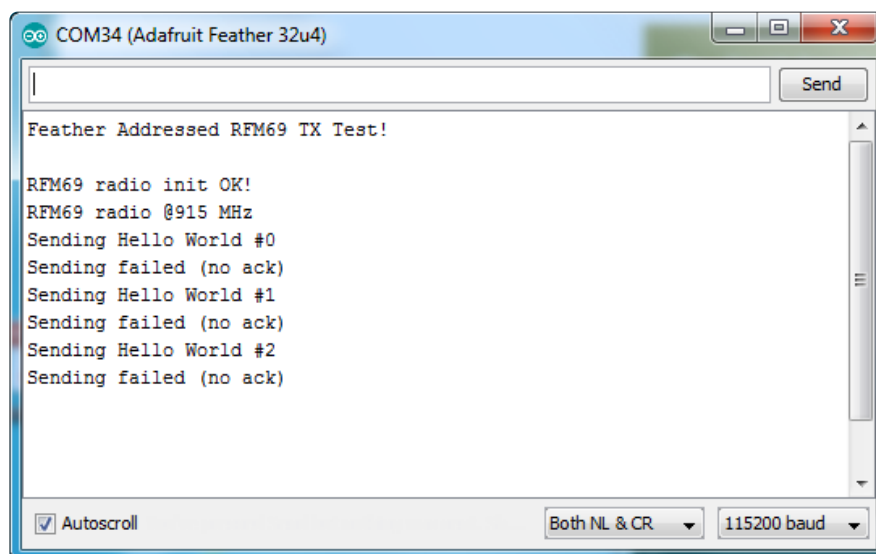 COM34 (Adafruit Feather 32u4)
Send
Feather Addressed RFM69 TX Test!
RFM69 radio init OK!
RFM69 radio @915 MHz
Sending Hello World #0
Sending failed (no ack)
Sending Hello World #1
Sending failed (no ack)
Sending Hello World #2
Sending failed (no ack)
Autoscroll
Both NL & CR
115200 baud